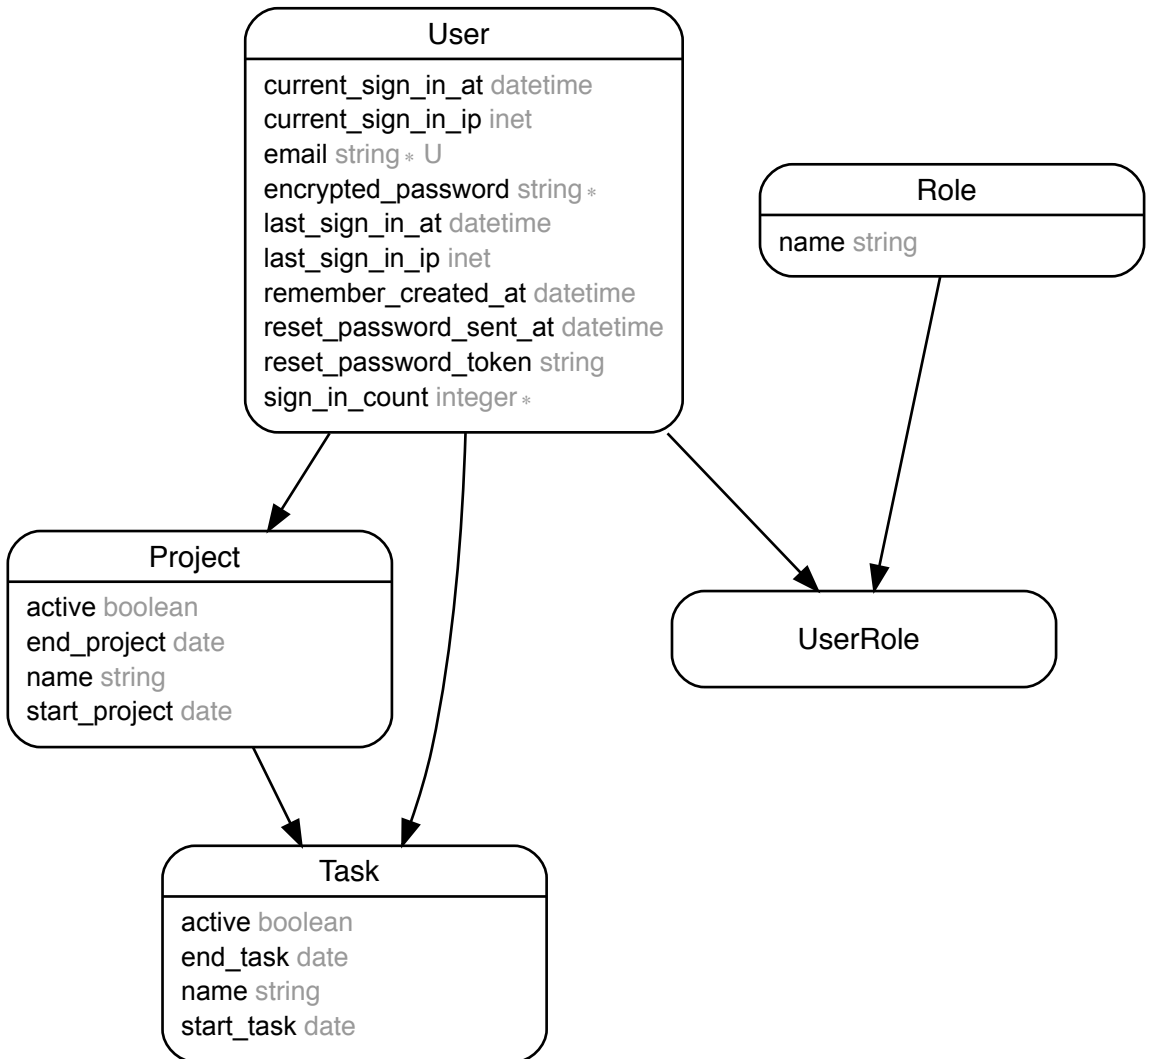 User
current_sign_in_at datetime
current_sign_in_ip inet
email string ∗ U
encrypted_password string ∗
last_sign_in_at datetime
last_sign_in_ip inet
remember_created_at datetime
reset_password_sent_at datetime
reset_password_token string
sign_in_count integer ∗
Role
name string
Project
active boolean
end_project date
name string
start_project date
UserRole
Task
active boolean
end_task date
name string
start_task date